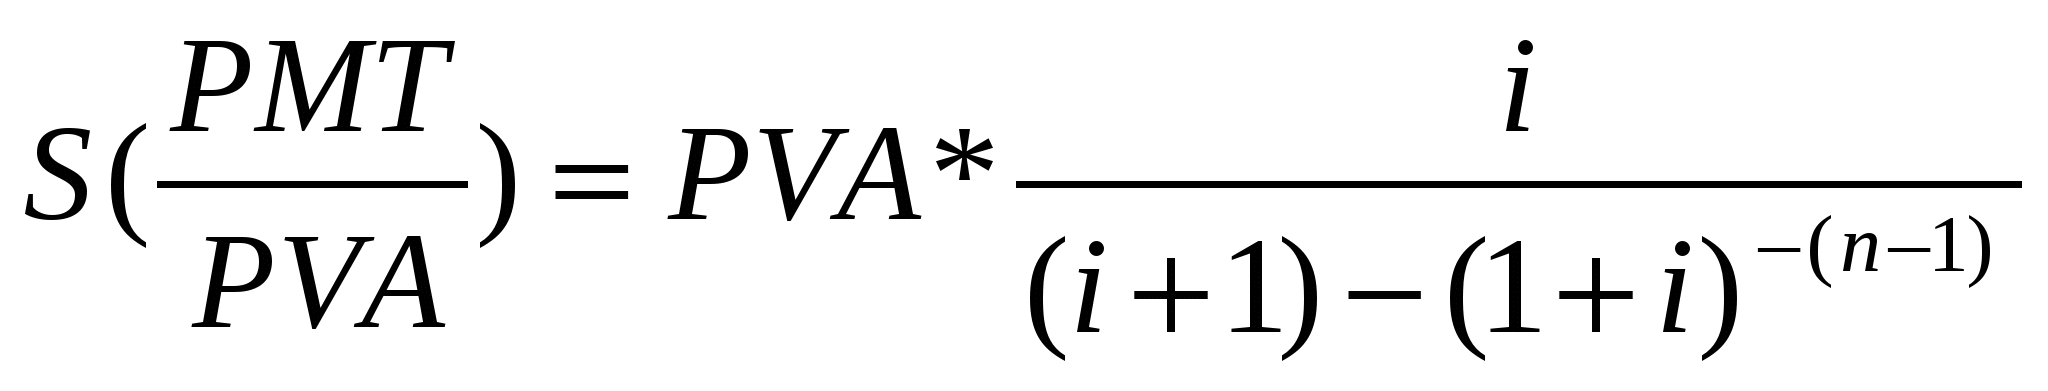 S(PMT/PVA) = PVA* i/((i+1)−(1+i)^−(n−1))